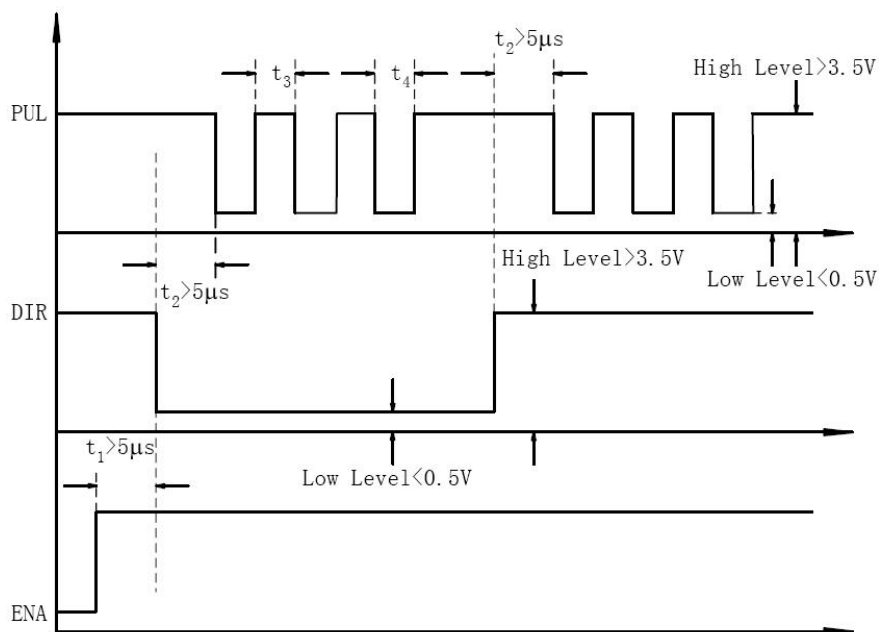 t₂>5μs
t₃
t₄
High Level>3.5V
PUL
High Level>3.5V
Low Level<0.5V
t₂>5μs
DIR
t₁>5μs
Low Level<0.5V
ENA